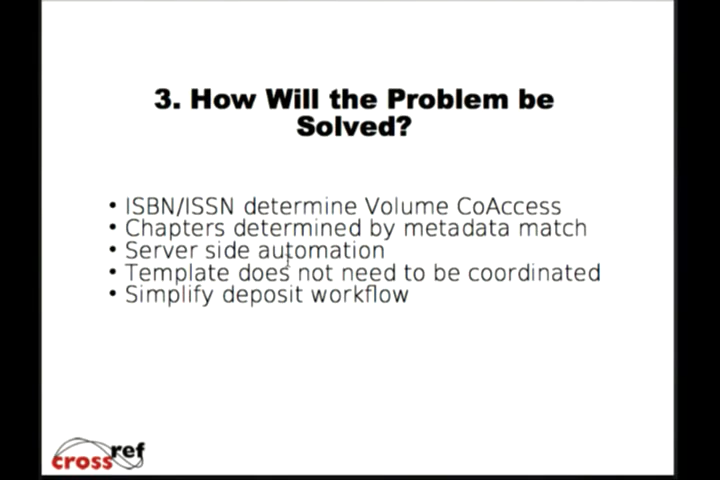 3. How Will the Problem be
Solved?
• ISBN/ISSN determine Volume CoAccess
• Chapters determined by metadata match
• Server side automation
• Template does not need to be coordinated
• Simplify deposit workflow
crossref